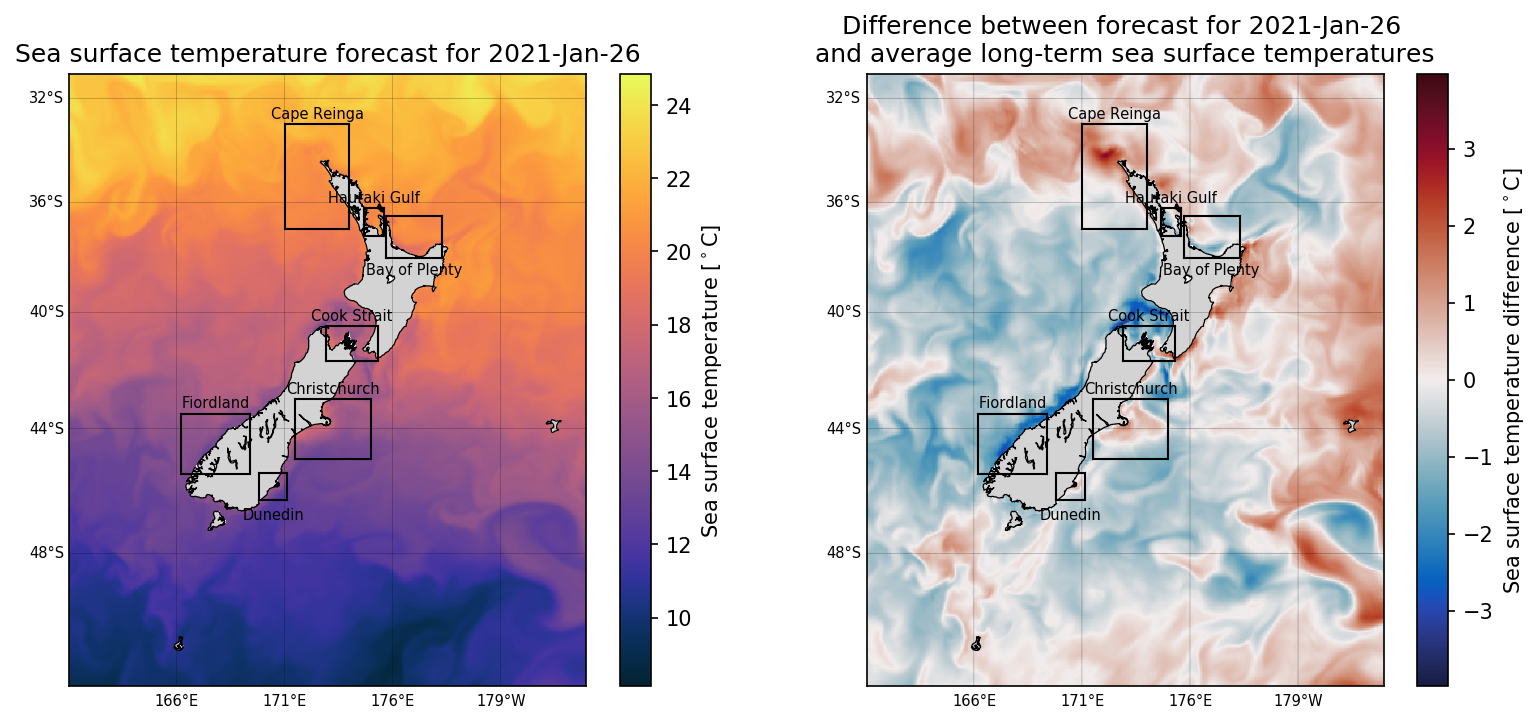 Sea surface temperature forecast for 2021-Jan-26
32°S
36°S
40°S
44°S
48°S
166°E
171°E
176°E
179°W
Cape Reinga
Hauraki Gulf
Bay of Plenty
Cook Strait
Christchurch
Fiordland
Dunedin
24
22
20
18
16
14
12
10
Sea surface temperature [ °C]
Difference between forecast for 2021-Jan-26
and average long-term sea surface temperatures
32°S
36°S
40°S
44°S
48°S
166°E
171°E
176°E
179°W
Cape Reinga
Hauraki Gulf
Bay of Plenty
Cook Strait
Christchurch
Fiordland
Dunedin
3
2
1
0
−1
−2
−3
Sea surface temperature difference [ °C]